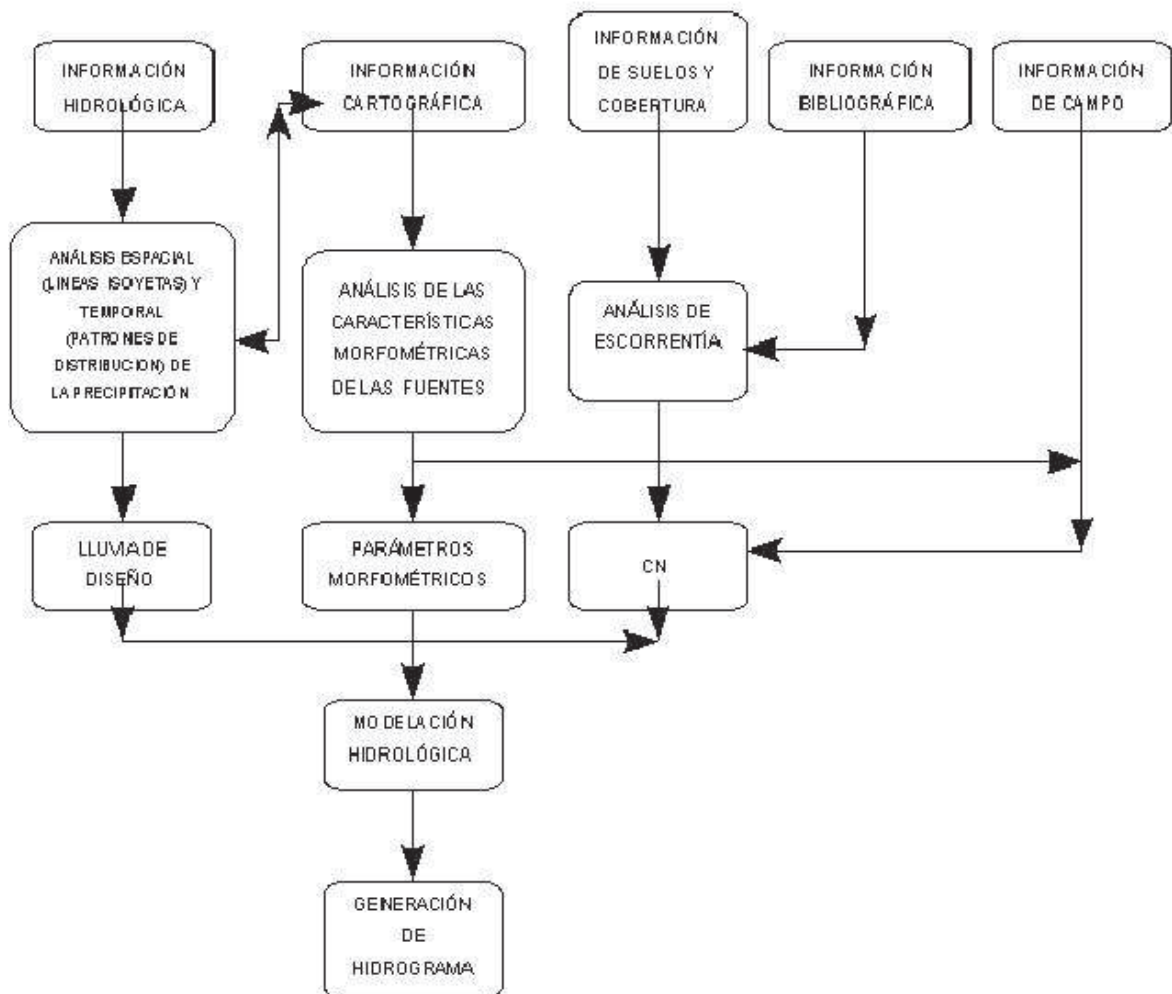 INFORMACIÓN
HIDROLÓGICA
INFORMACIÓN
CARTOGRÁFICA
INFORMACIÓN
DE SUELOS Y
COBERTURA
INFORMACIÓN
BIBLIOGRÁFICA
INFORMACIÓN
DE CAMPO
ANÁLISIS ESPACIAL
(LINEAS ISOYETAS) Y
TEMPORAL
(PATRONES DE
DISTRIBUCION) DE
LA PRECIPITACIÓN
ANÁLISIS DE LAS
CARACTERÍSTICAS
MORFOMÉTRICAS
DE LAS FUENTES
ANÁLISIS DE
ESCORRENTÍA
LLUVIA DE
DISEÑO
PARÁMETROS
MORFOMÉTRICOS
CN
MODELACIÓN
HIDROLÓGICA
GENERACIÓN
DE
HIDROGRAMA